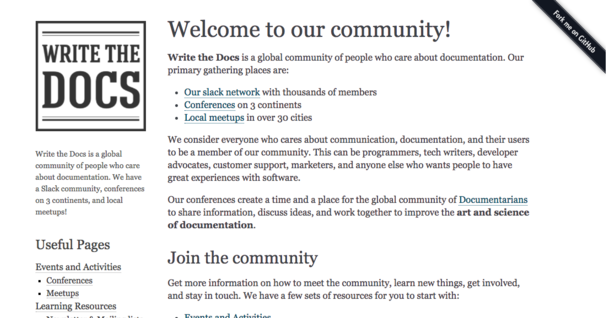 WRITE THE
DOCS
Write the Docs is a global
community of people who care
about documentation. We have
a Slack community, conferences
on 3 continents, and local
meetups!
Useful Pages
Events and Activities
Conferences
Meetups
Learning Resources
Welcome to our community!
Write the Docs is a global community of people who care about documentation. Our
primary gathering places are:
Our slack network with thousands of members
Conferences on 3 continents
Local meetups in over 30 cities
We consider everyone who cares about communication, documentation, and their users
to be a member of our community. This can be programmers, tech writers, developer
advocates, customer support, marketers, and anyone else who wants people to have
great experiences with software.
Our conferences create a time and a place for the global community of Documentarians
to share information, discuss ideas, and work together to improve the art and science
of documentation.
Join the community
Get more information on how to meet the community, learn new things, get involved,
and stay in touch. We have a few sets of resources for you to start with:
Events and Activities
Fork me on GitHub